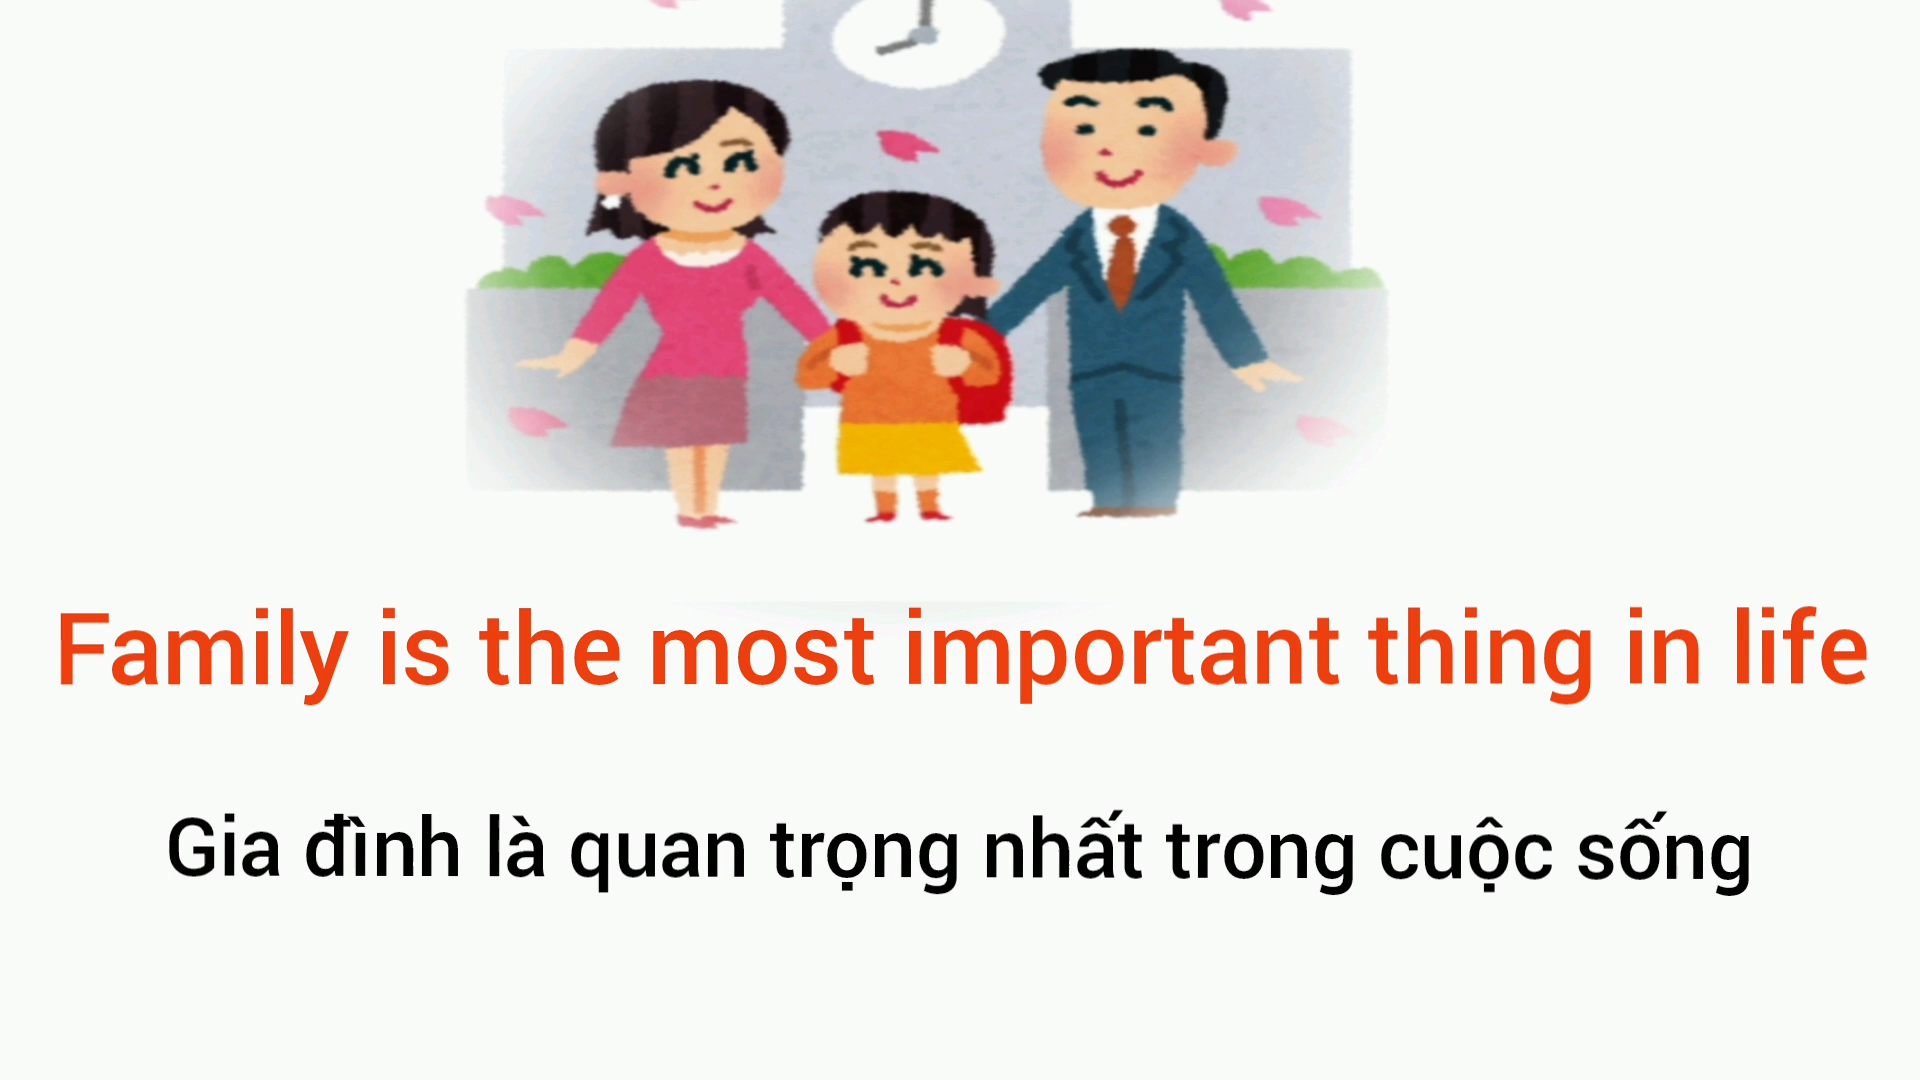 Family is the most important thing in life
Gia đình là quan trọng nhất trong cuộc sống